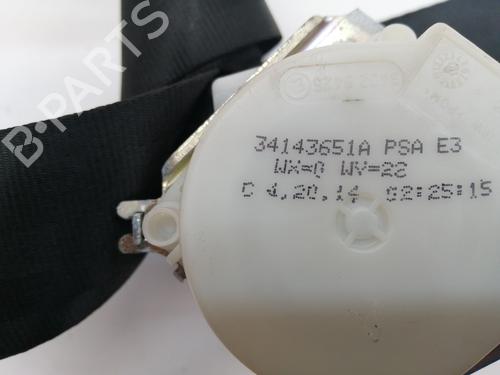 34143651A PSA E3
WX=0 WY=22
C 4.20.14 02:25:15
B-PARTS